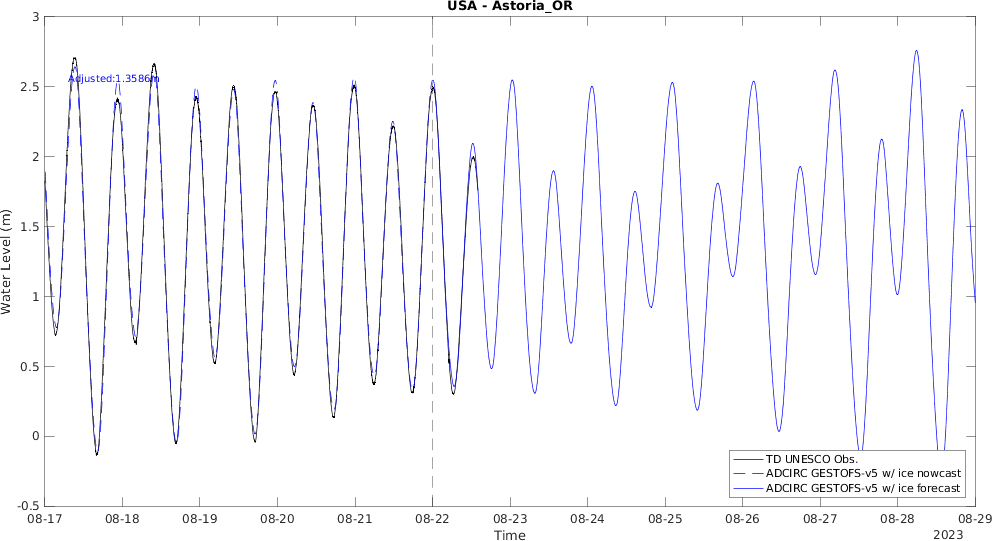 USA - Astoria_OR
3
2.5
2
1.5
1
0.5
0
-0.5
Water Level (m)
Adjusted:1.3586m
TD UNESCO Obs.
ADCIRC GESTOFS-v5 w/ ice nowcast
ADCIRC GESTOFS-v5 w/ ice forecast
08-17 08-18 08-19 08-20 08-21 08-22 08-23 08-24 08-25 08-26 08-27 08-28 08-29
Time
2023